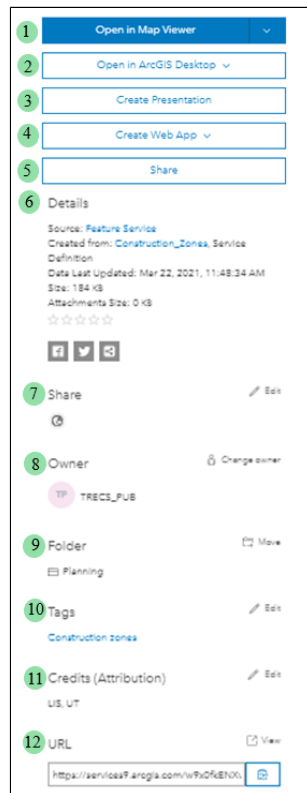 1 Open in Map Viewer
2 Open in ArcGIS Desktop
3 Create Presentation
4 Create Web App
5 Share
6 Details
Source: Feature Service
Created from: Construction_Zones, Service
Definition
Data Last Updated: Mar 22, 2021, 11:48:34 AM
Size: 184 KB
Attachments Size: 0 KB
7 Share Edit
8 Owner Change owner
TP TRECS_PUB
9 Folder Move
Planning
10 Tags Edit
Construction zones
11 Credits (Attribution) Edit
LIS, UT
12 URL View
https://services9.arcgis.com/w9x0fkENXv